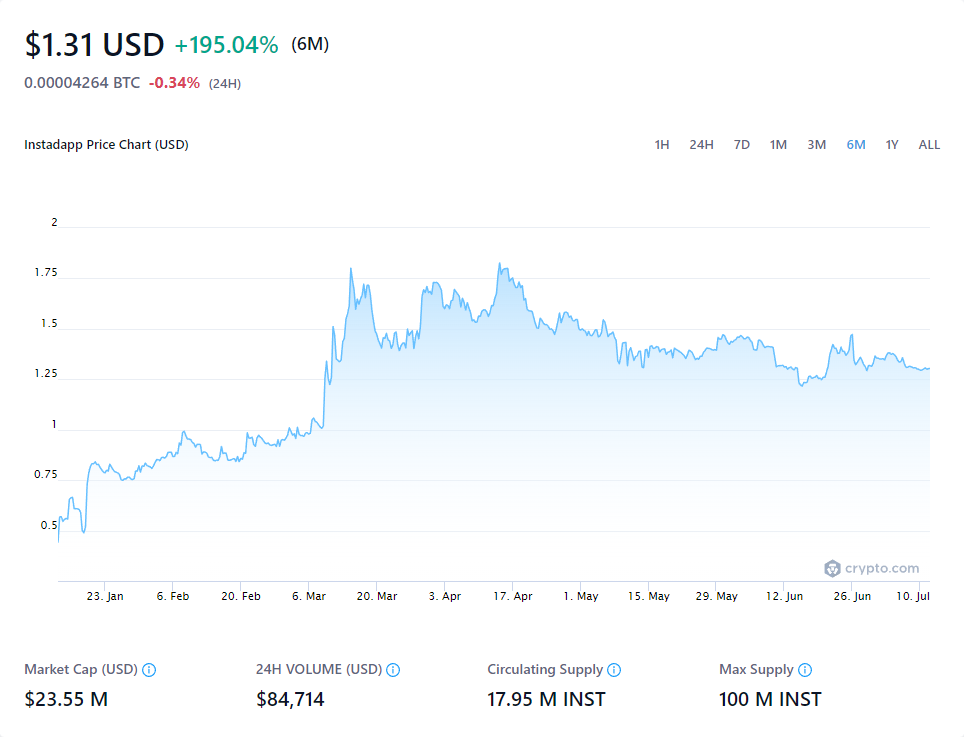 $1.31 USD +195.04% (6M)
0.00004264 BTC -0.34% (24H)
Instadapp Price Chart (USD) 1H 24H 7D 1M 3M 6M 1Y ALL
2
1.75
1.5
1.25
1
0.75
0.5
crypto.com
23. Jan 6. Feb 20. Feb 6. Mar 20. Mar 3. Apr 17. Apr 1. May 15. May 29. May 12. Jun 26. Jun 10. Jul
Market Cap (USD) 24H VOLUME (USD) Circulating Supply Max Supply
$23.55 M $84,714 17.95 M INST 100 M INST